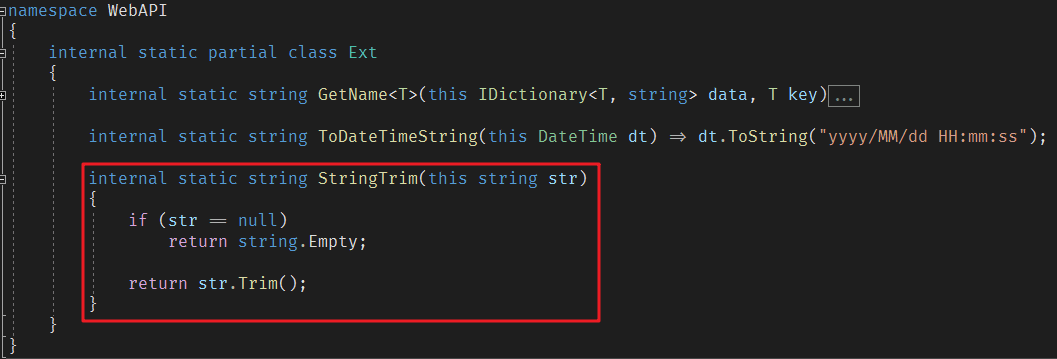 namespace WebAPI
{
    internal static partial class Ext
    {
        internal static string GetName<T>(this IDictionary<T, string> data, T key)...
        internal static string ToDateTimeString(this DateTime dt) => dt.ToString("yyyy/MM/dd HH:mm:ss");
        internal static string StringTrim(this string str)
        {
            if (str == null)
                return string.Empty;
            return str.Trim();
        }
    }
}